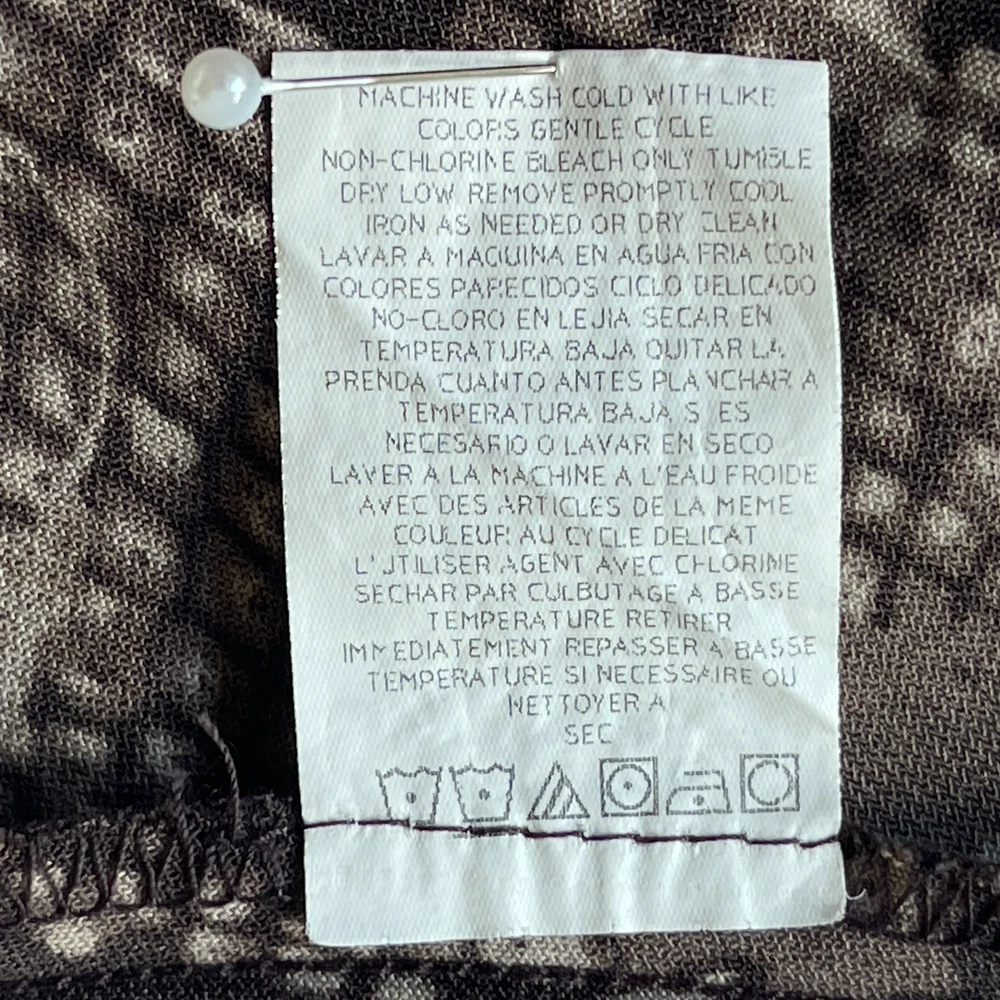 MACHINE WASH COLD WITH LIKE
COLORS GENTLE CYCLE
NON-CHLORINE BLEACH ONLY TUMBLE
DRY LOW REMOVE PROMPTLY COOL
IRON AS NEEDED OR DRY CLEAN
LAVAR A MAQUINA EN AGUA FRIA CON
COLORES PARECIDOS CICLO DELICADO
NO-CLORO EN LEJIA SECAR EN
TEMPERATURA BAJA QUITAR LA
PRENDA CUANTO ANTES PLANCHAR A
TEMPERATURA BAJA S ES
NECESARIO O LAVAR EN SECO
LAVER A LA MACHINE A L'EAU FROIDE
AVEC DES ARTICLES DE LA MEME
COULEUR AU CYCLE DELICAT
L'UTILISER AGENT AVEC CHLORINE
SECHAR PAR CULBUTAGE A BASSE
TEMPERATURE RETIRER
IMMEDIATEMENT REPASSER A BASSE
TEMPERATURE SI NECESSAIRE OU
NETTOYER A
SEC